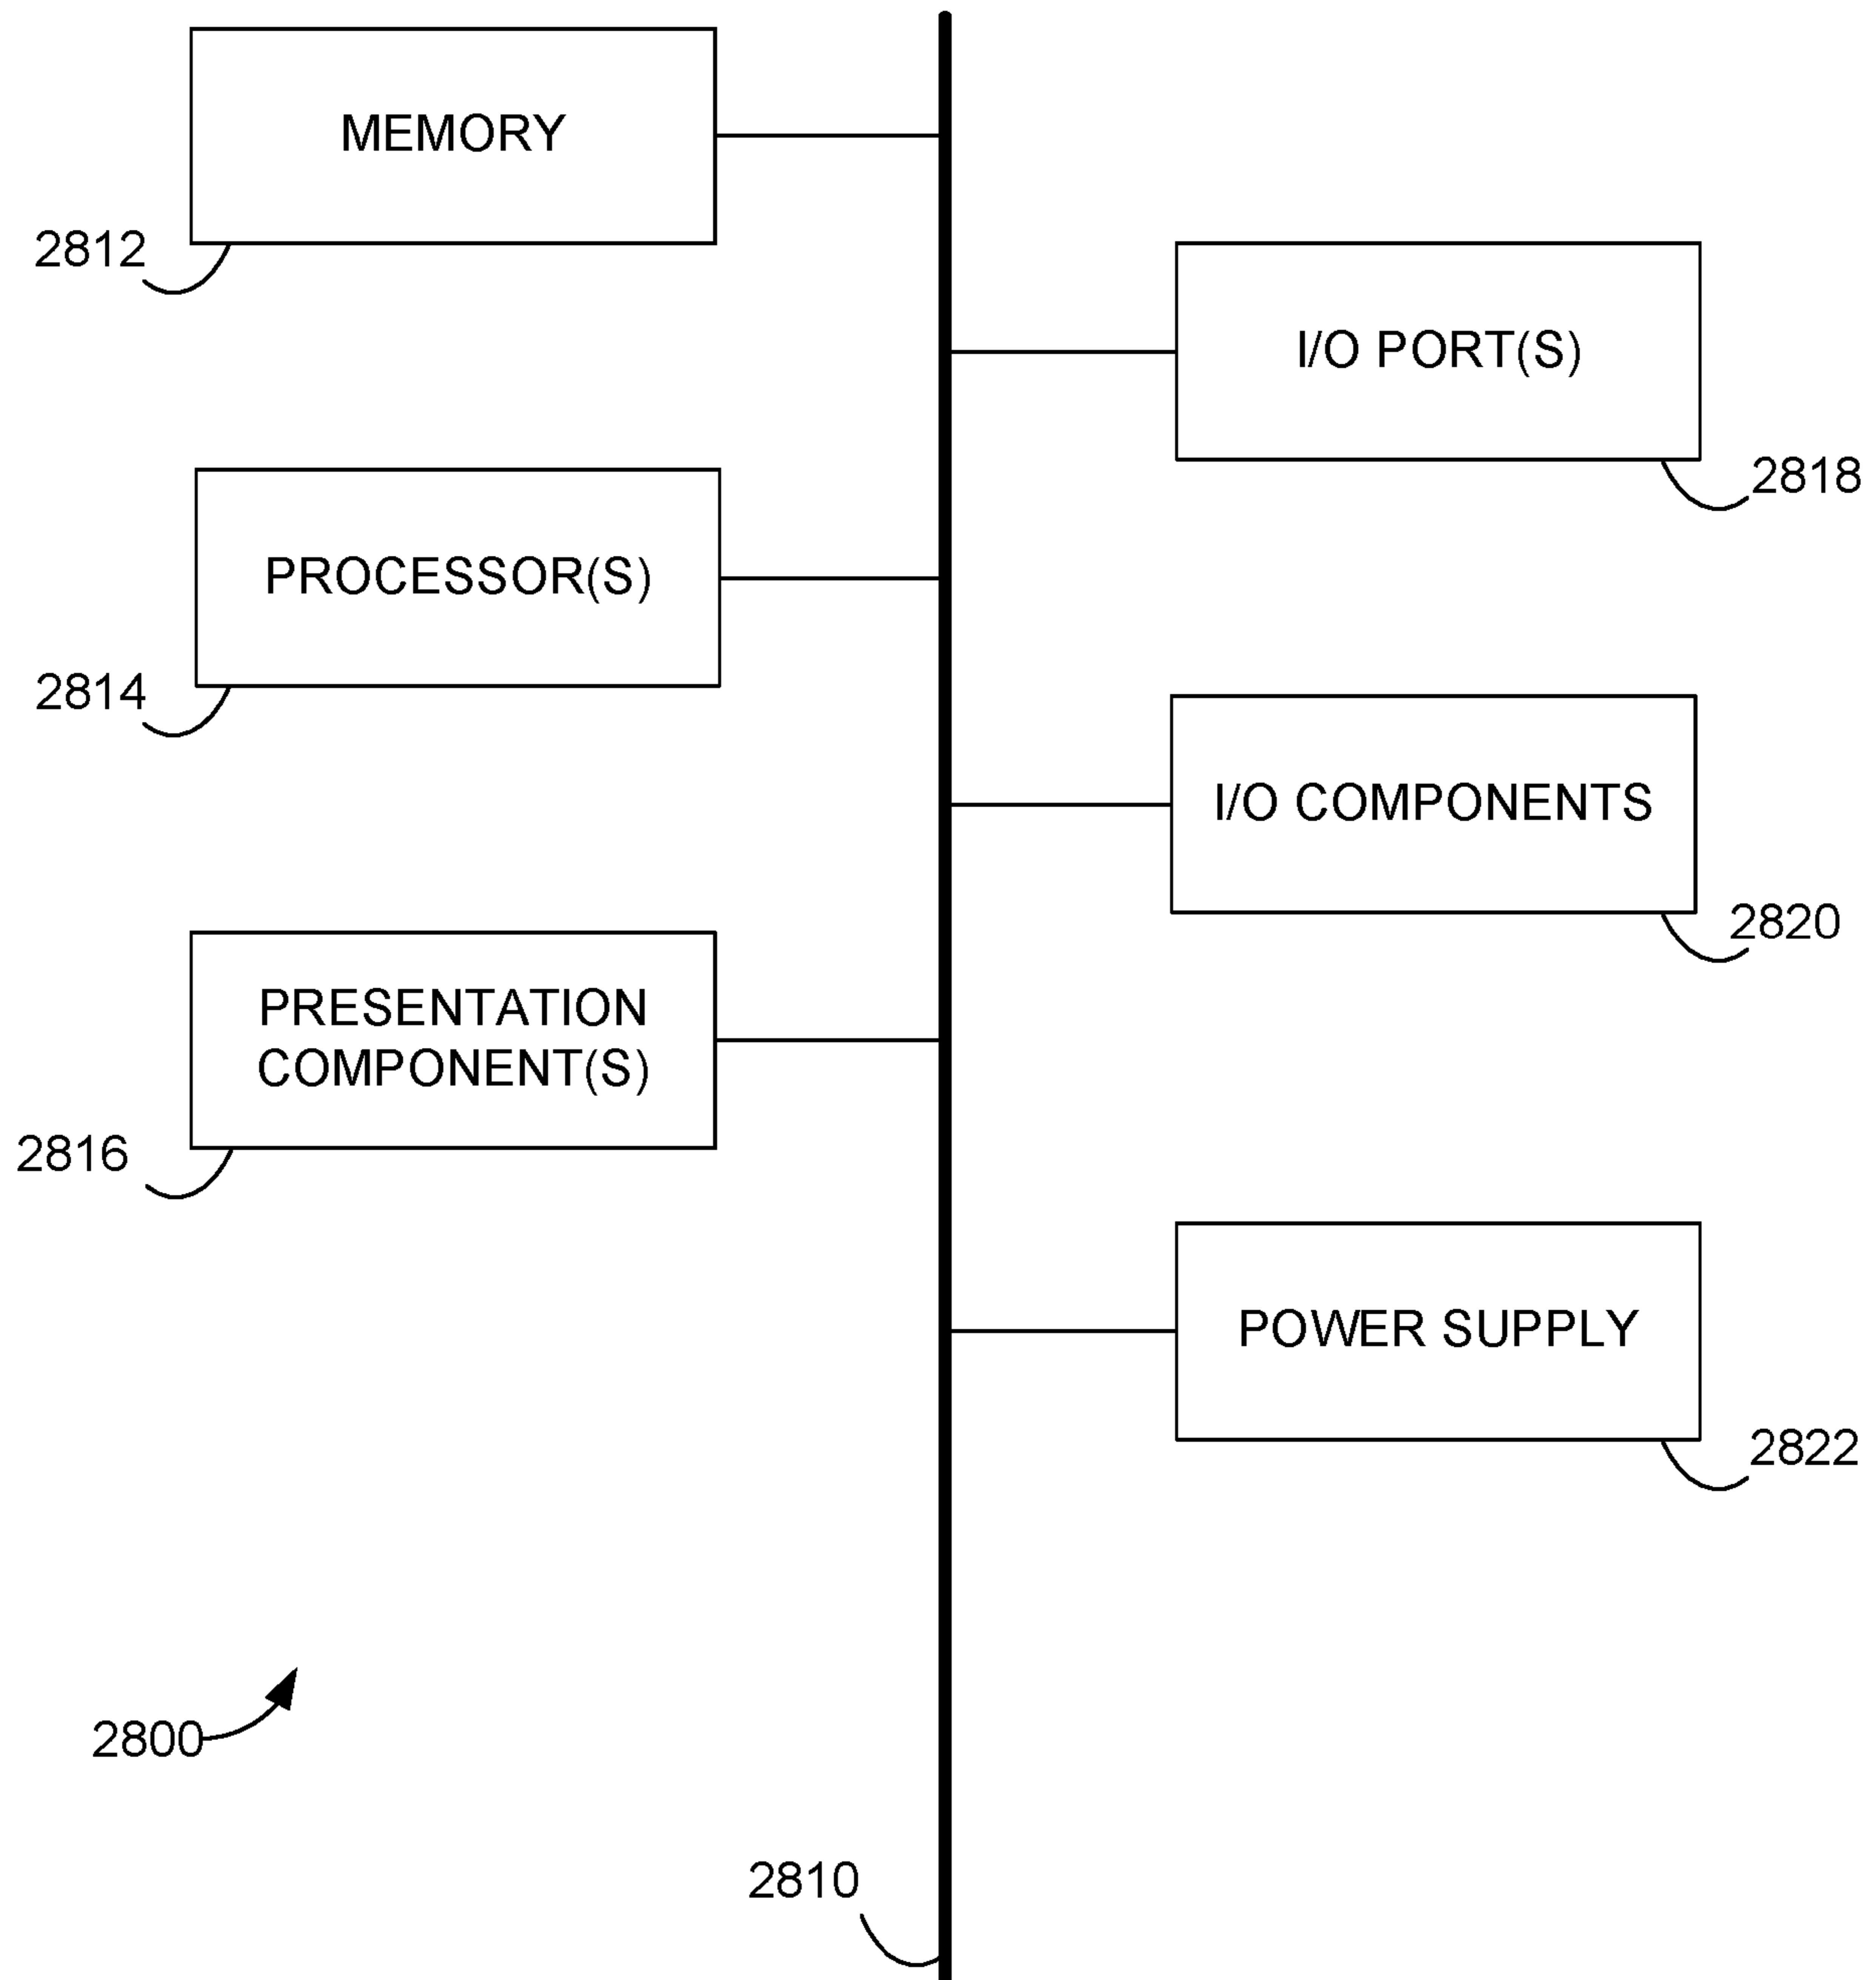 MEMORY
2812
I/O PORT(S)
2818
PROCESSOR(S)
2814
I/O COMPONENTS
2820
PRESENTATION
COMPONENT(S)
2816
POWER SUPPLY
2822
2800
2810